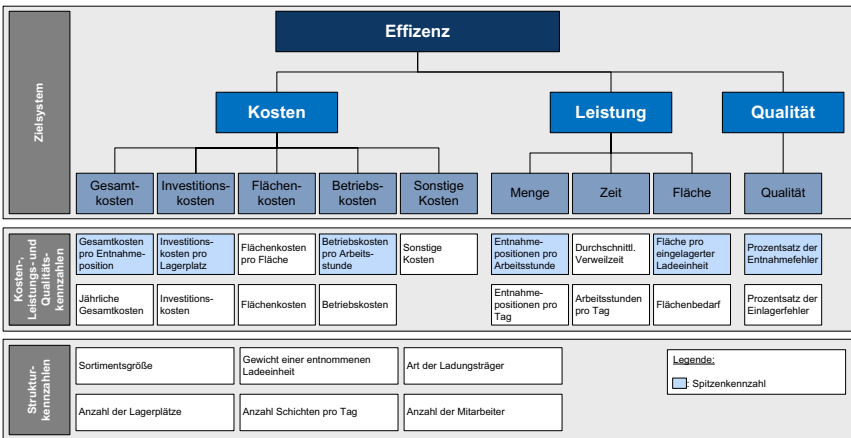 Effizenz
Zielsystem
Kosten
Leistung
Qualität
Gesamt-
kosten
Investitions-
kosten
Flächen-
kosten
Betriebs-
kosten
Sonstige
Kosten
Menge
Zeit
Fläche
Qualität
Kosten-,
Leistungs- und
Qualitäts-
kennzahlen
Gesamtkosten
pro Entnahme-
position
Investitions-
kosten pro
Lagerplatz
Flächenkosten
pro Fläche
Betriebskosten
pro Arbeits-
stunde
Sonstige
Kosten
Entnahme-
positionen pro
Arbeitsstunde
Durchschnittl.
Verweilzeit
Fläche pro
eingelagerter
Ladeeinheit
Prozentsatz der
Entnahmefehler
Jährliche
Gesamtkosten
Investitions-
kosten
Flächenkosten
Betriebskosten
Entnahme-
positionen pro
Tag
Arbeitsstunden
pro Tag
Flächenbedarf
Prozentsatz der
Einlagerfehler
Struktur-
kennzahlen
Sortimentsgröße
Gewicht einer entnommenen
Ladeeinheit
Art der Ladungsträger
Anzahl der Lagerplätze
Anzahl Schichten pro Tag
Anzahl der Mitarbeiter
Legende:
: Spitzenkennzahl